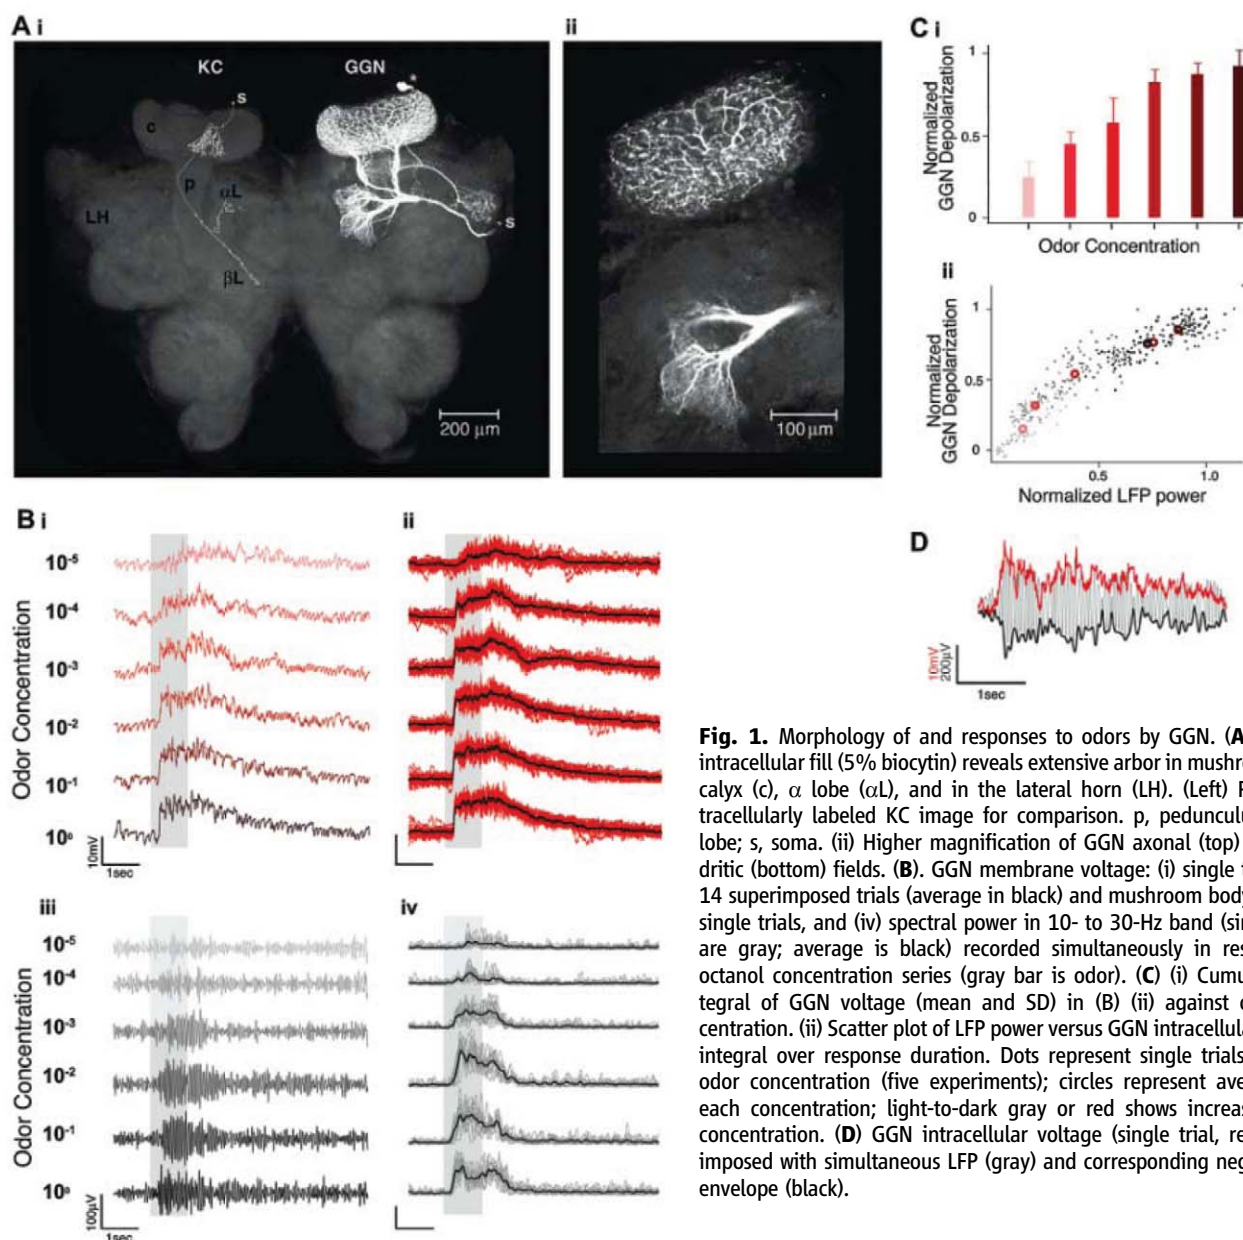 A i
ii
C i
KC
GGN
*
s
c
p
αL
LH
βL
s
200 μm
100 μm
Normalized
GGN Depolarization
1
0.5
0
Odor Concentration
ii
Normalized
GGN Depolarization
1
0.5
0
0.5
1.0
Normalized LFP power
B i
ii
Odor Concentration
10-5
10-4
10-3
10-2
10-1
10⁰
10mV
1sec
D
10mV
200μV
1sec
iii
iv
Odor Concentration
10-5
10-4
10-3
10-2
10-1
10⁰
100μV
1sec
Fig. 1. Morphology of and responses to odors by GGN. (A
intracellular fill (5% biocytin) reveals extensive arbor in mushro
calyx (c), α lobe (αL), and in the lateral horn (LH). (Left)
tracellularly labeled KC image for comparison. p, peduncul
lobe; s, soma. (ii) Higher magnification of GGN axonal (top)
dritic (bottom) fields. (B). GGN membrane voltage: (i) single t
14 superimposed trials (average in black) and mushroom body
single trials, and (iv) spectral power in 10- to 30-Hz band (sin
are gray; average is black) recorded simultaneously in res
octanol concentration series (gray bar is odor). (C) (i) Cumu
tegral of GGN voltage (mean and SD) in (B) (ii) against o
centration. (ii) Scatter plot of LFP power versus GGN intracellula
integral over response duration. Dots represent single trials
odor concentration (five experiments); circles represent ave
each concentration; light-to-dark gray or red shows increas
concentration. (D) GGN intracellular voltage (single trial, re
imposed with simultaneous LFP (gray) and corresponding neg
envelope (black).